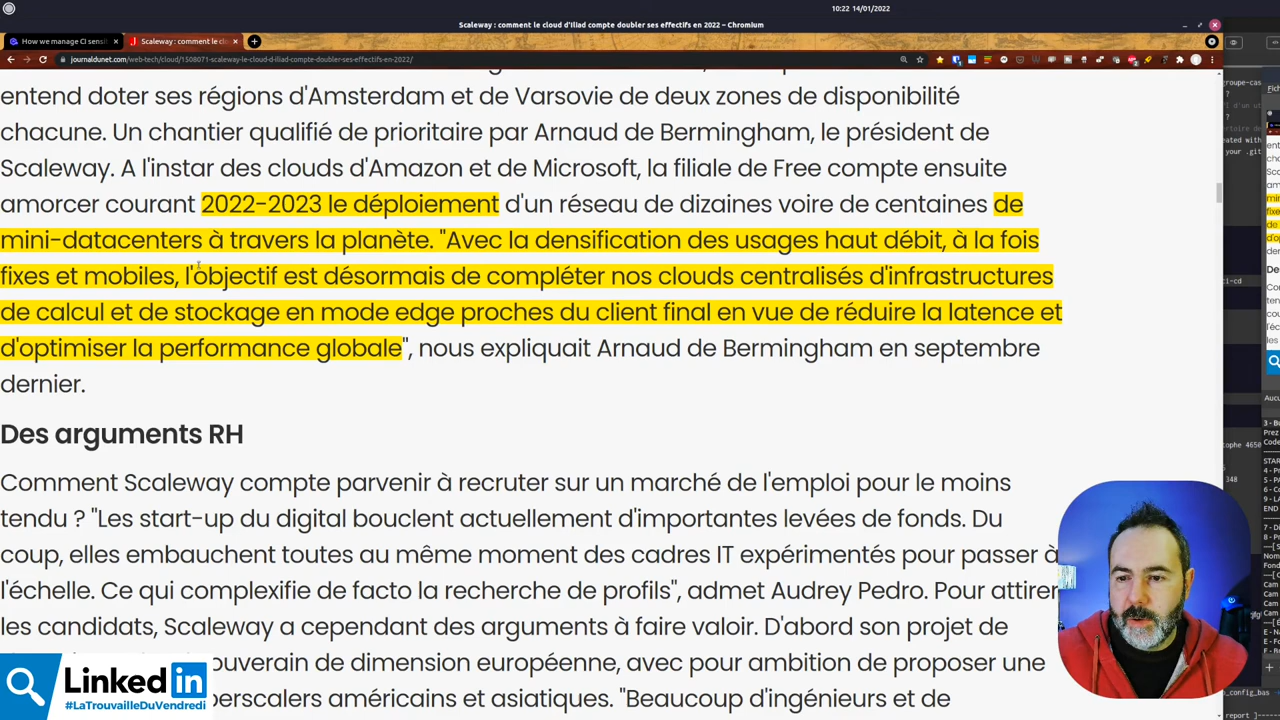 10:22 14/01/2022
Scaleway : comment le cloud d'Iliad compte doubler ses effectifs en 2022 – Chromium
How we manage CI sensi
Scaleway : comment le clo
journaldunet.com/web-tech/cloud/1508071-scaleway-le-cloud-d-iliad-compte-doubler-ses-effectifs-en-2022/
entend doter ses régions d'Amsterdam et de Varsovie de deux zones de disponibilité
chacune. Un chantier qualifié de prioritaire par Arnaud de Bermingham, le président de
Scaleway. A l'instar des clouds d'Amazon et de Microsoft, la filiale de Free compte ensuite
amorcer courant 2022-2023 le déploiement d'un réseau de dizaines voire de centaines de
mini-datacenters à travers la planète. "Avec la densification des usages haut débit, à la fois
fixes et mobiles, l'objectif est désormais de compléter nos clouds centralisés d'infrastructures
de calcul et de stockage en mode edge proches du client final en vue de réduire la latence et
d'optimiser la performance globale", nous expliquait Arnaud de Bermingham en septembre
dernier.
Des arguments RH
Comment Scaleway compte parvenir à recruter sur un marché de l'emploi pour le moins
tendu ? "Les start-up du digital bouclent actuellement d'importantes levées de fonds. Du
coup, elles embauchent toutes au même moment des cadres IT expérimentés pour passer à
l'échelle. Ce qui complexifie de facto la recherche de profils", admet Audrey Pedro. Pour attirer
les candidats, Scaleway a cependant des arguments à faire valoir. D'abord son projet de
ouverain de dimension européenne, avec pour ambition de proposer une
perscalers américains et asiatiques. "Beaucoup d'ingénieurs et de
Linked in
#LaTrouvailleDuVendredi